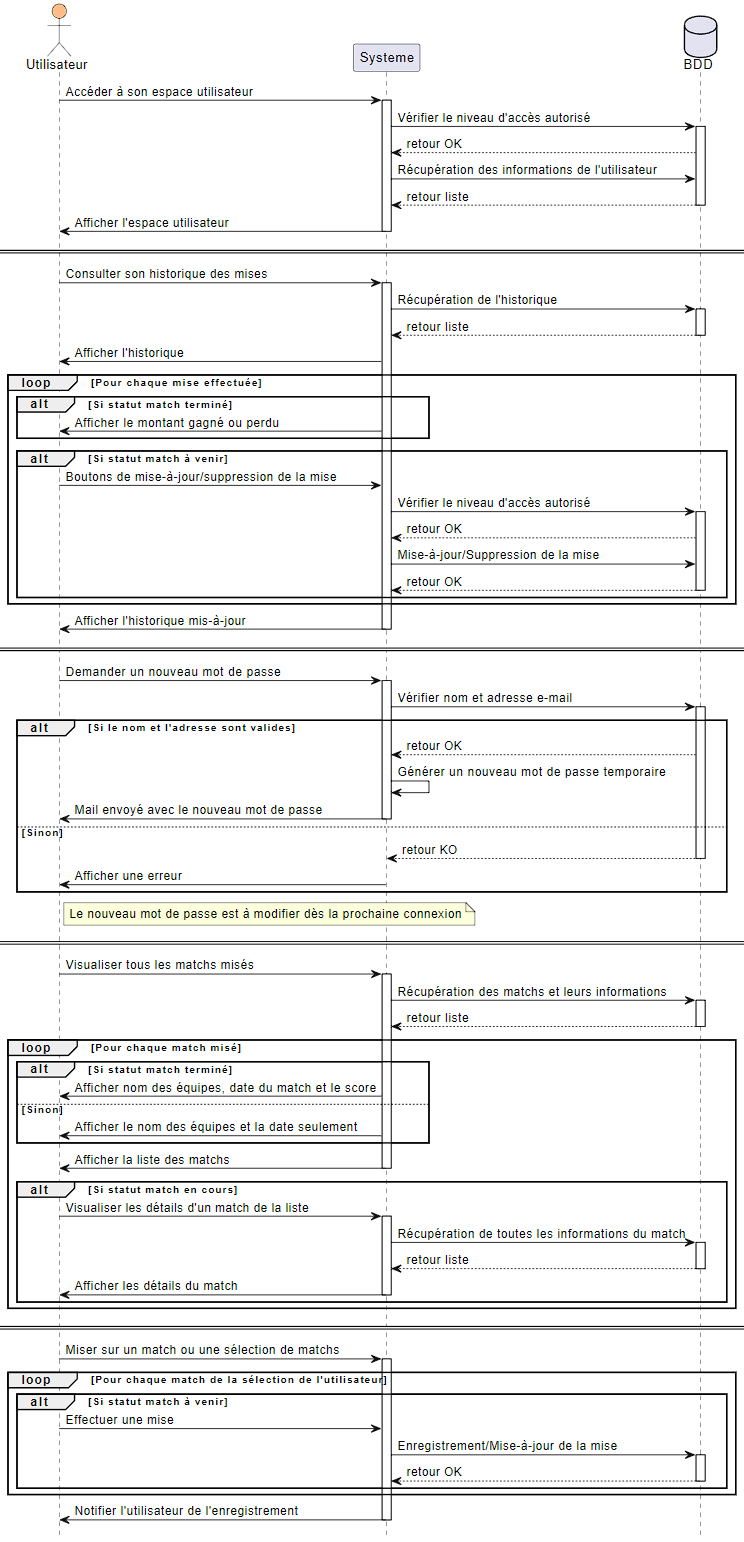 Utilisateur
Systeme
BDD
Accéder à son espace utilisateur
Vérifier le niveau d'accès autorisé
retour OK
Récupération des informations de l'utilisateur
retour liste
Afficher l'espace utilisateur
Consulter son historique des mises
Récupération de l'historique
retour liste
Afficher l'historique
loop [Pour chaque mise effectuée]
alt [Si statut match terminé]
Afficher le montant gagné ou perdu
alt [Si statut match à venir]
Boutons de mise-à-jour/suppression de la mise
Vérifier le niveau d'accès autorisé
retour OK
Mise-à-jour/Suppression de la mise
retour OK
Afficher l'historique mis-à-jour
Demander un nouveau mot de passe
Vérifier nom et adresse e-mail
alt [Si le nom et l'adresse sont valides]
retour OK
Générer un nouveau mot de passe temporaire
Mail envoyé avec le nouveau mot de passe
[Sinon]
retour KO
Afficher une erreur
Le nouveau mot de passe est à modifier dès la prochaine connexion
Visualiser tous les matchs misés
Récupération des matchs et leurs informations
retour liste
loop [Pour chaque match misé]
alt [Si statut match terminé]
Afficher nom des équipes, date du match et le score
[Sinon]
Afficher le nom des équipes et la date seulement
Afficher la liste des matchs
alt [Si statut match en cours]
Visualiser les détails d'un match de la liste
Récupération de toutes les informations du match
retour liste
Afficher les détails du match
Miser sur un match ou une sélection de matchs
loop [Pour chaque match de la sélection de l'utilisateur]
alt [Si statut match à venir]
Effectuer une mise
Enregistrement/Mise-à-jour de la mise
retour OK
Notifier l'utilisateur de l'enregistrement